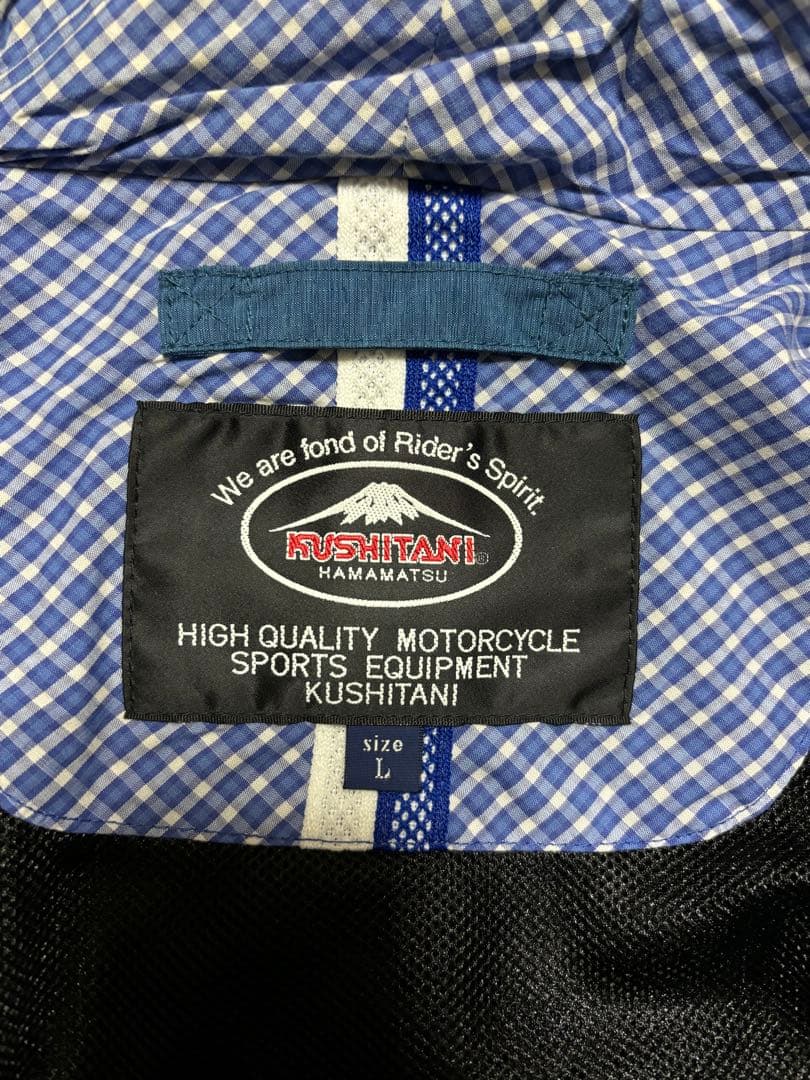 We are fond of Rider's Spirit.
KUSHITANI®
HAMAMATSU
HIGH QUALITY MOTORCYCLE
SPORTS EQUIPMENT
KUSHITANI
size
L